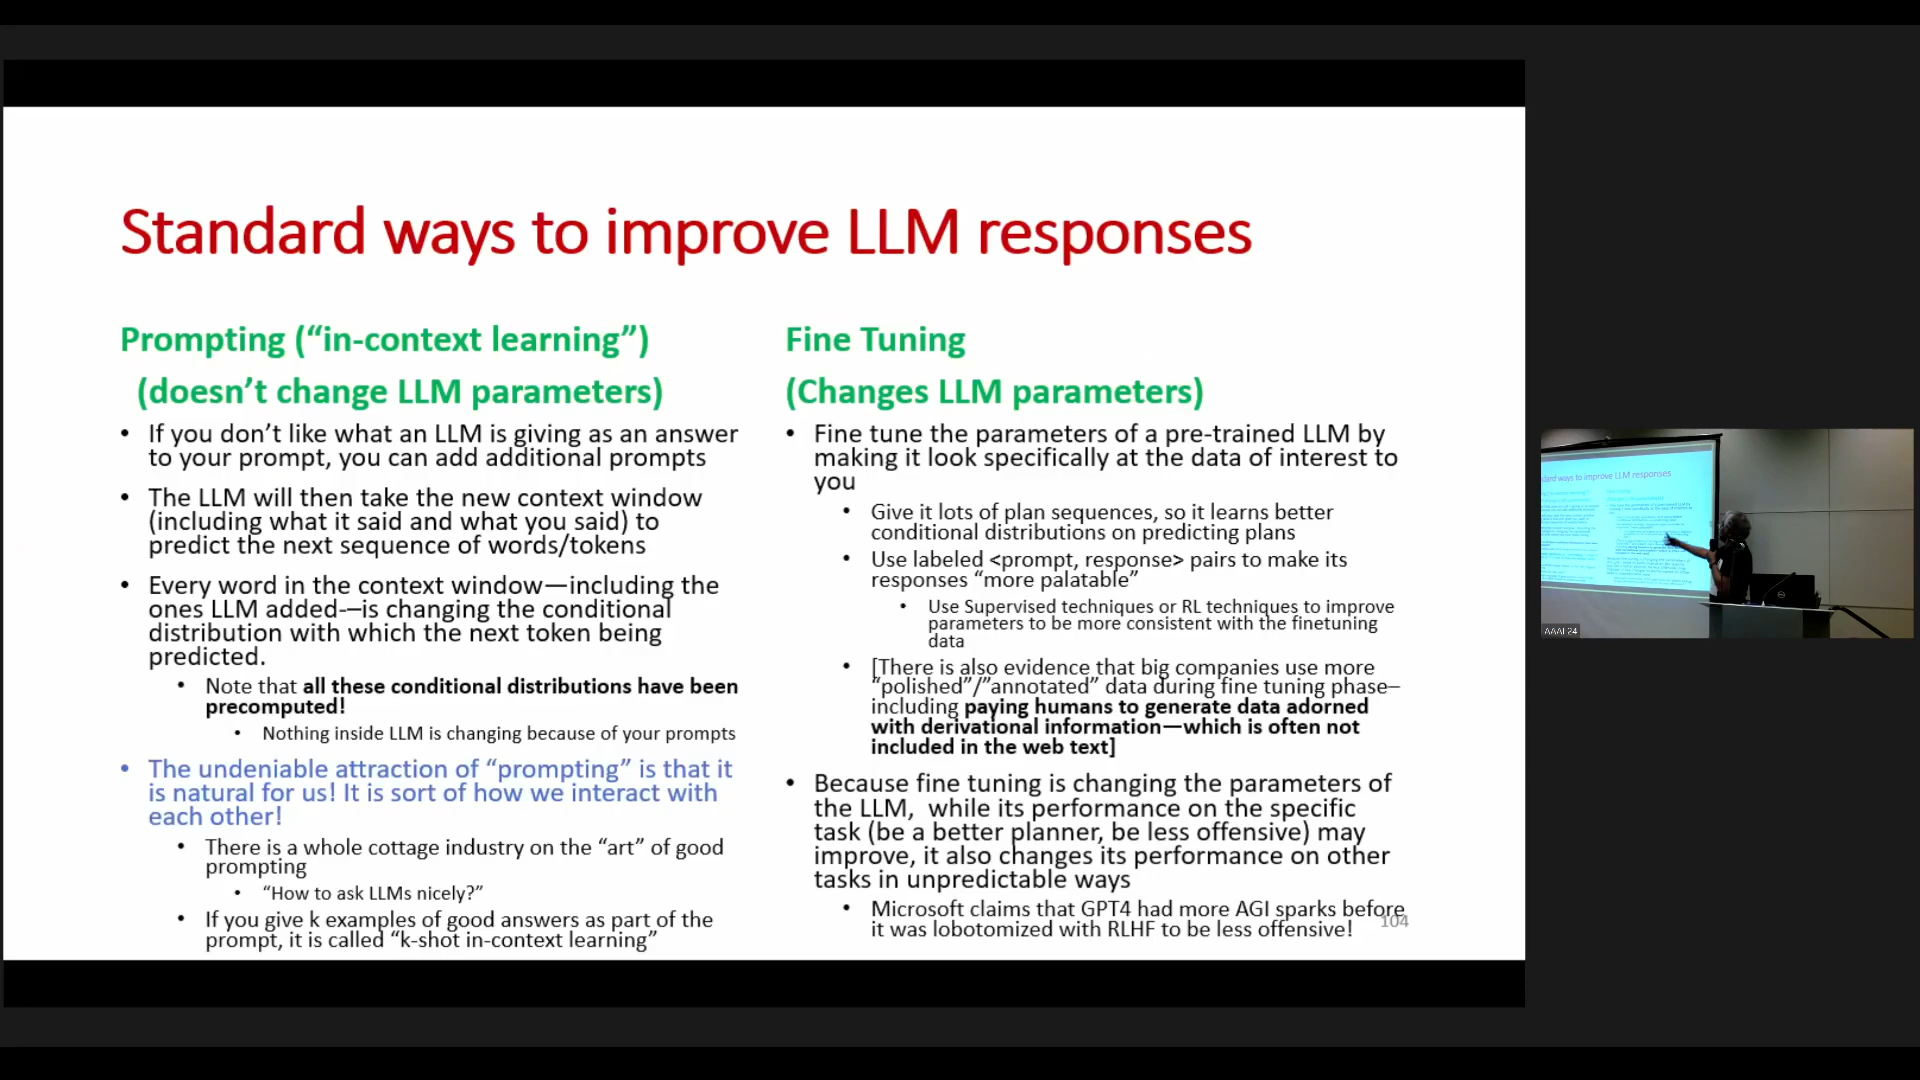 Standard ways to improve LLM responses
Prompting (“in-context learning”)
(doesn’t change LLM parameters)
• If you don’t like what an LLM is giving as an answer
to your prompt, you can add additional prompts
• The LLM will then take the new context window
(including what it said and what you said) to
predict the next sequence of words/tokens
• Every word in the context window—including the
ones LLM added-–is changing the conditional
distribution with which the next token being
predicted.
• Note that all these conditional distributions have been
precomputed!
• Nothing inside LLM is changing because of your prompts
• The undeniable attraction of “prompting” is that it
is natural for us! It is sort of how we interact with
each other!
• There is a whole cottage industry on the “art” of good
prompting
• “How to ask LLMs nicely?”
• If you give k examples of good answers as part of the
prompt, it is called “k-shot in-context learning”
Fine Tuning
(Changes LLM parameters)
• Fine tune the parameters of a pre-trained LLM by
making it look specifically at the data of interest to
you
• Give it lots of plan sequences, so it learns better
conditional distributions on predicting plans
• Use labeled <prompt, response> pairs to make its
responses “more palatable”
• Use Supervised techniques or RL techniques to improve
parameters to be more consistent with the finetuning
data
• [There is also evidence that big companies use more
“polished”/”annotated” data during fine tuning phase–
including paying humans to generate data adorned
with derivational information—which is often not
included in the web text]
• Because fine tuning is changing the parameters of
the LLM, while its performance on the specific
task (be a better planner, be less offensive) may
improve, it also changes its performance on other
tasks in unpredictable ways
• Microsoft claims that GPT4 had more AGI sparks before
it was lobotomized with RLHF to be less offensive!
104
dard ways to improve LLM responses
AAAI 24